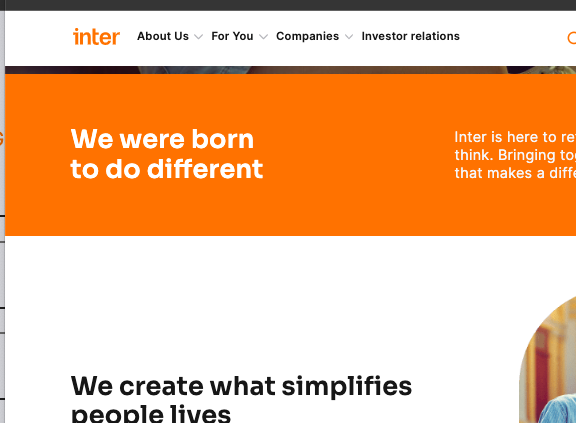 inter About Us For You Companies Investor relations
We were born
to do different
Inter is here to
think. Bringing
that makes a
We create what simplifies
people lives